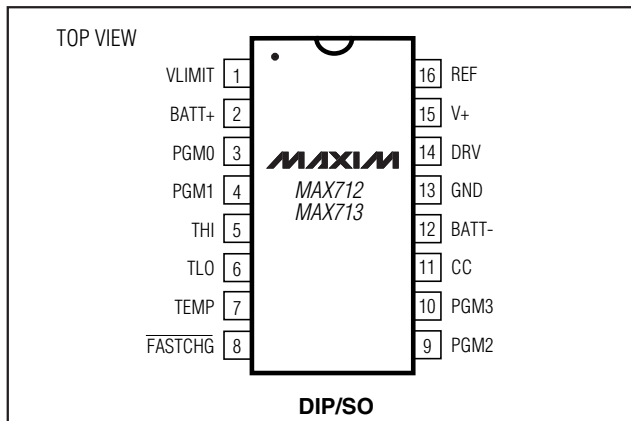 TOP VIEW
VLIMIT 1
BATT+ 2
PGM0 3
PGM1 4
THI 5
TLO 6
TEMP 7
FASTCHG 8
MAXIM
MAX712
MAX713
16 REF
15 V+
14 DRV
13 GND
12 BATT-
11 CC
10 PGM3
9 PGM2
DIP/SO